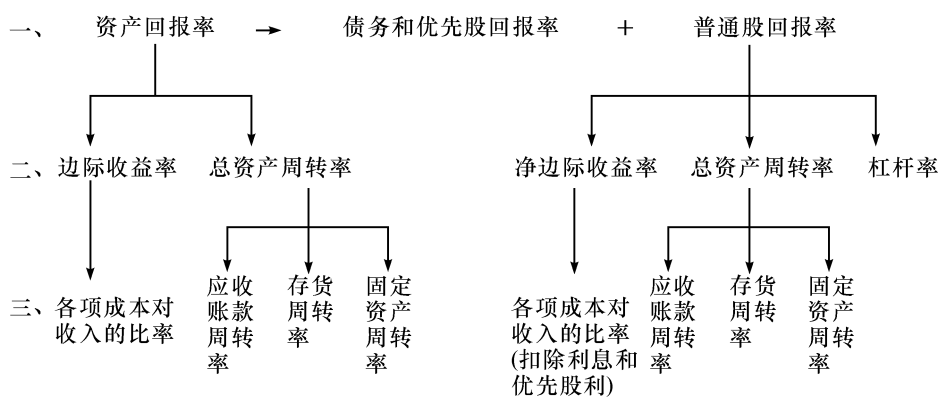 一、 资产回报率 → 债务和优先股回报率 + 普通股回报率
二、 边际收益率 总资产周转率 净边际收益率 总资产周转率 杠杆率
三、 各项成本对
收入的比率
应收
账款
周转
率
存货
周转
率
固定
资产
周转
率
各项成本对
收入的比率
(扣除利息和
优先股利)
应收
账款
周转
率
存货
周转
率
固定
资产
周转
率